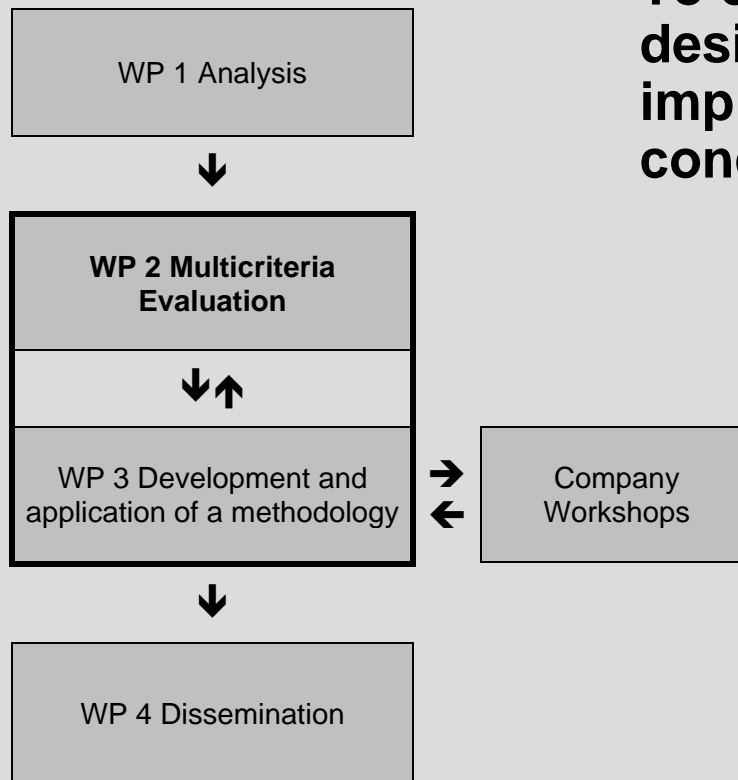 WP 1 Analysis
WP 2 Multicriteria
Evaluation
WP 3 Development and
application of a methodology
Company
Workshops
WP 4 Dissemination